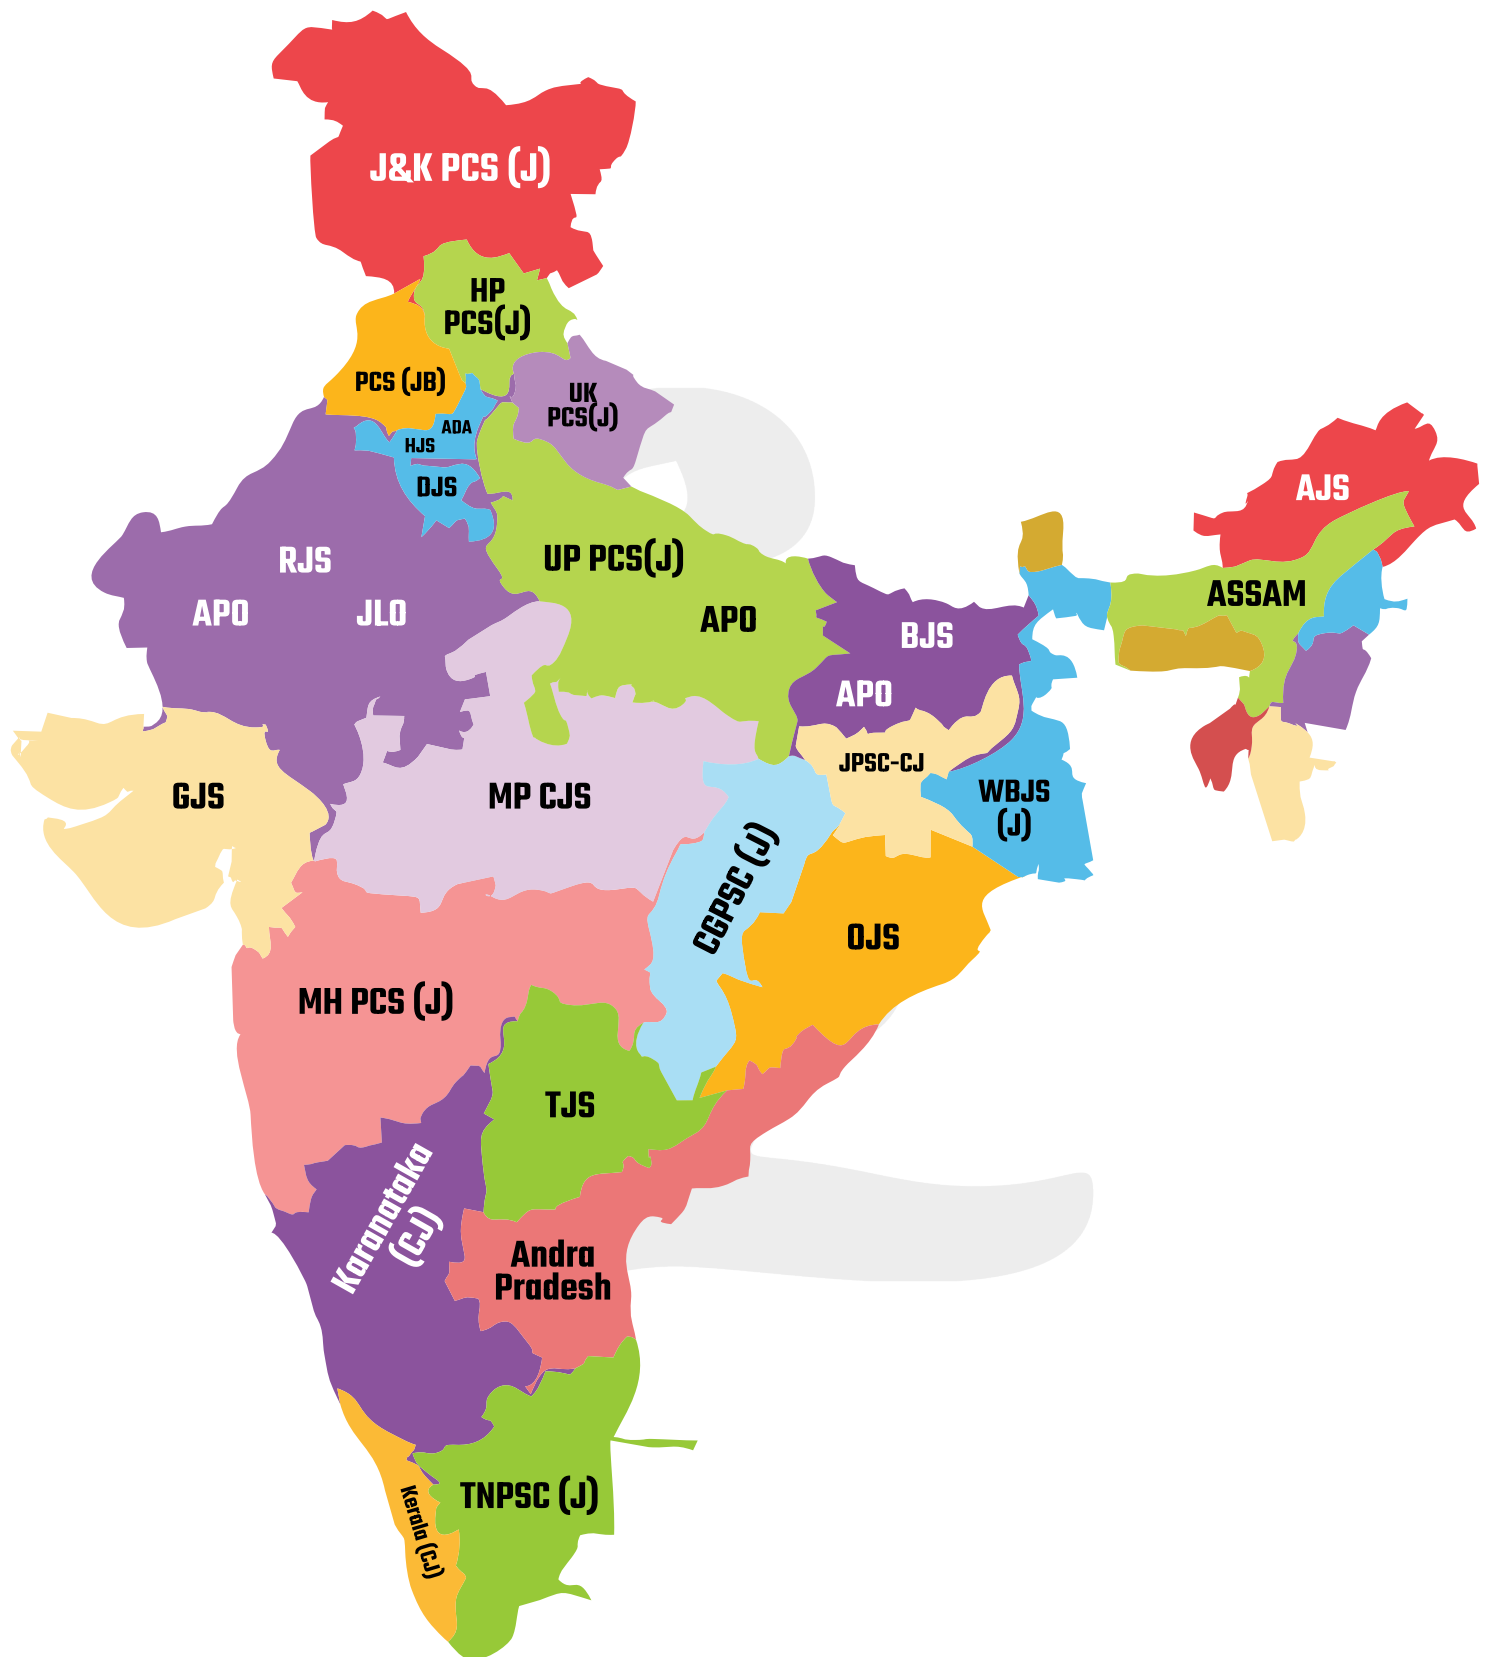 J&K PCS (J)
HP
PCS(J)
PCS (JB)
UK
PCS(J)
ADA
HJS
DJS
AJS
RJS
UP PCS(J)
ASSAM
APO
JLO
APO
BJS
APO
JPSC-CJ
GJS
MP CJS
WBJS
(J)
CGPSC (J)
OJS
MH PCS (J)
TJS
Karanataka
(CJ)
Andra
Pradesh
TNPSC (J)
Kerala (CJ)